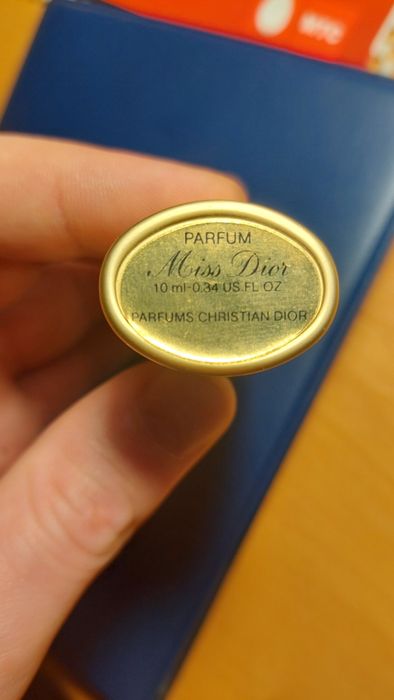 PARFUM
Miss Dior
10 ml-0.34 US.FL OZ
PARFUMS CHRISTIAN DIOR